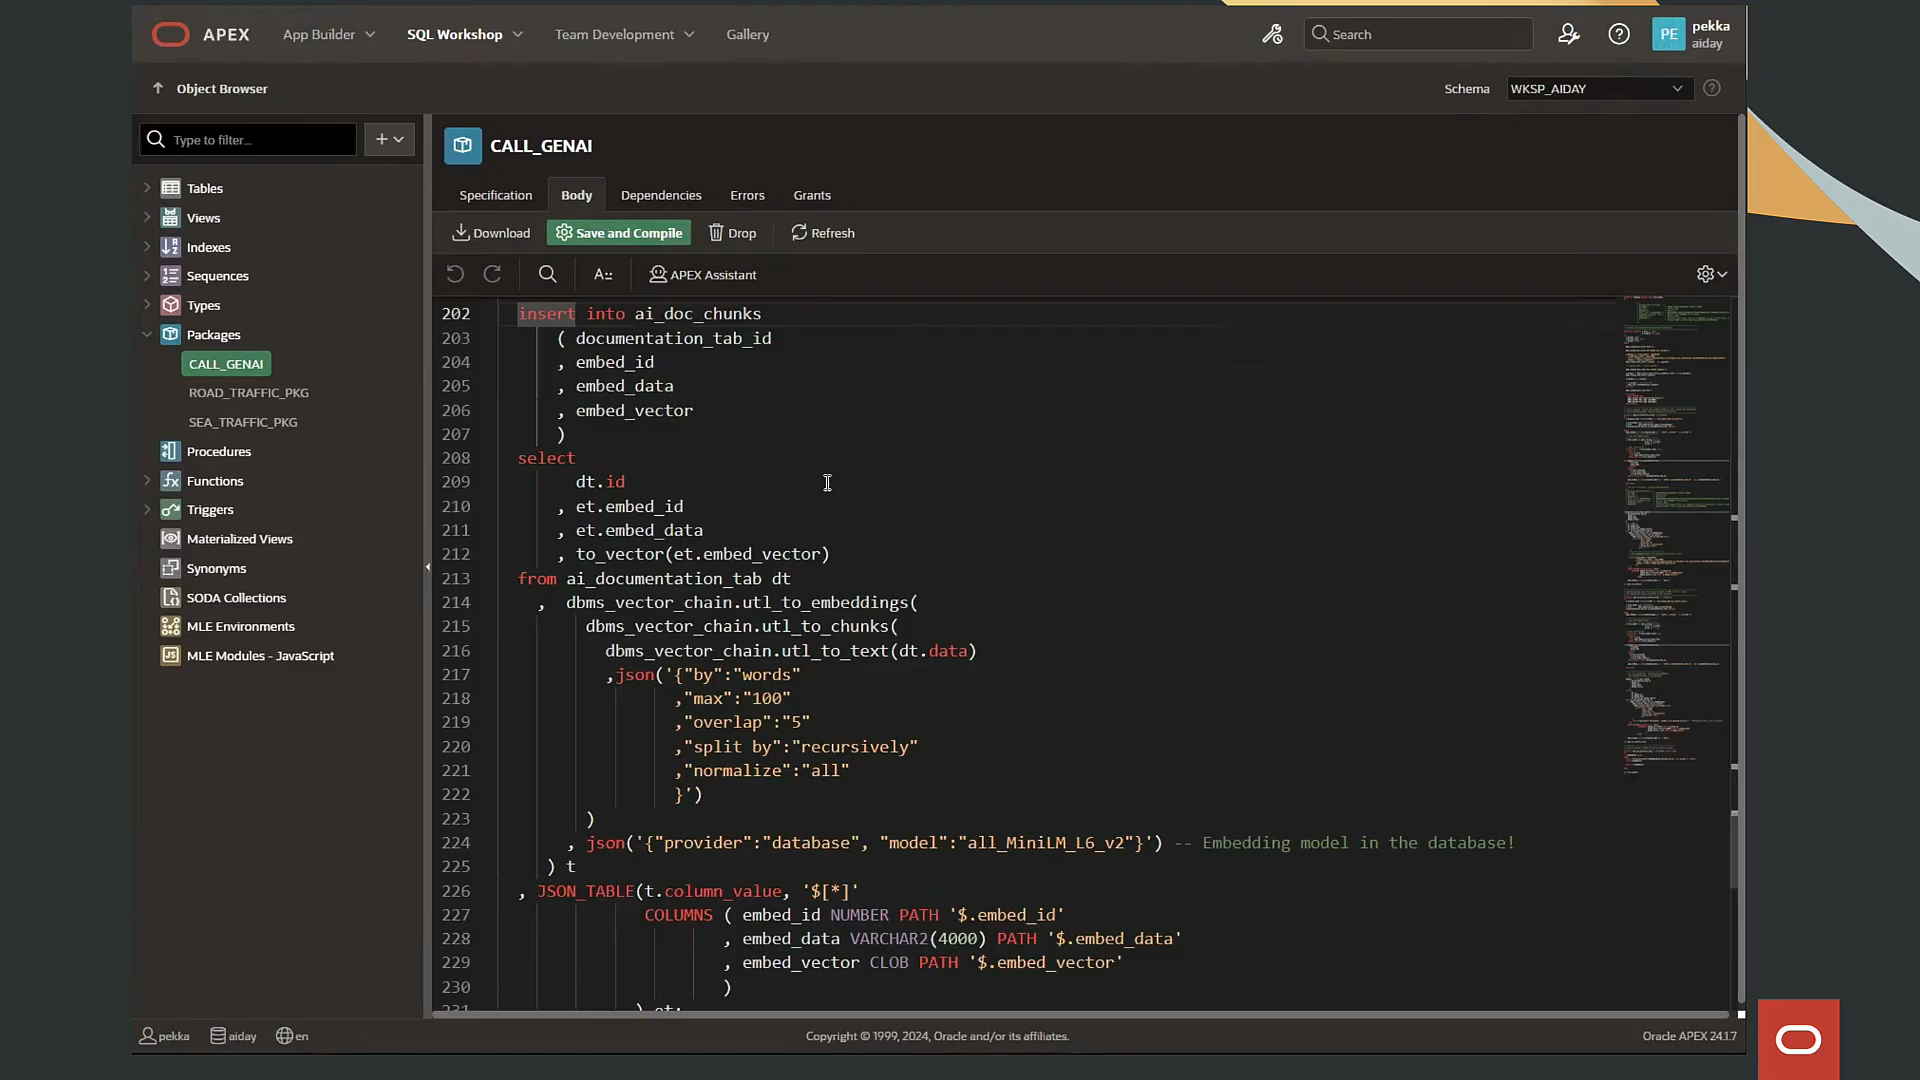 APEX
App Builder
SQL Workshop
Team Development
Gallery
Search
PE
pekka
aiday
Object Browser
Schema
WKSP_AIDAY
Type to filter...
Tables
Views
Indexes
Sequences
Types
Packages
CALL_GENAI
ROAD_TRAFFIC_PKG
SEA_TRAFFIC_PKG
Procedures
Functions
Triggers
Materialized Views
Synonyms
SODA Collections
MLE Environments
MLE Modules - JavaScript
CALL_GENAI
Specification
Body
Dependencies
Errors
Grants
Download
Save and Compile
Drop
Refresh
APEX Assistant
202 insert into ai_doc_chunks
203 ( documentation_tab_id
204 , embed_id
205 , embed_data
206 , embed_vector
207 )
208 select
209 dt.id
210 , et.embed_id
211 , et.embed_data
212 , to_vector(et.embed_vector)
213 from ai_documentation_tab dt
214 , dbms_vector_chain.utl_to_embeddings(
215 dbms_vector_chain.utl_to_chunks(
216 dbms_vector_chain.utl_to_text(dt.data)
217 ,json('{"by":"words"
218 ,"max":"100"
219 ,"overlap":"5"
220 ,"split by":"recursively"
221 ,"normalize":"all"
222 }')
223 )
224 , json('{"provider":"database", "model":"all_MiniLM_L6_v2"}') -- Embedding model in the database!
225 ) t
226 , JSON_TABLE(t.column_value, '$[*]'
227 COLUMNS ( embed_id NUMBER PATH '$.embed_id'
228 , embed_data VARCHAR2(4000) PATH '$.embed_data'
229 , embed_vector CLOB PATH '$.embed_vector'
230 )
231 ) et;
pekka
aiday
en
Copyright © 1999, 2024, Oracle and/or its affiliates.
Oracle APEX 24.1.7